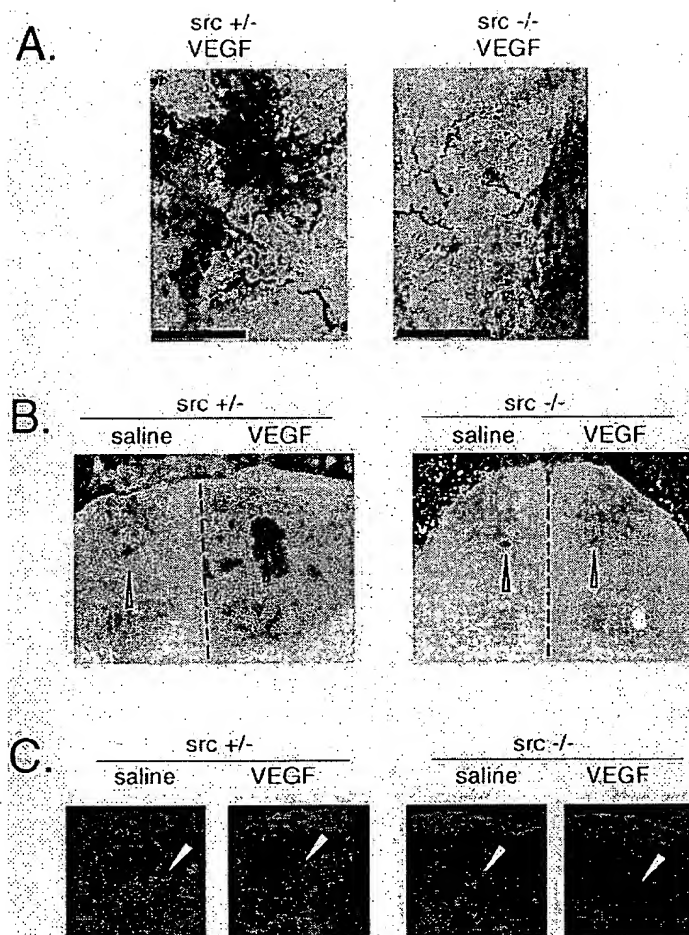 A.
src +/-
VEGF
src -/-
VEGF
B.
src +/-
src -/-
saline VEGF saline VEGF
C.
src +/-
src -/-
saline VEGF saline VEGF